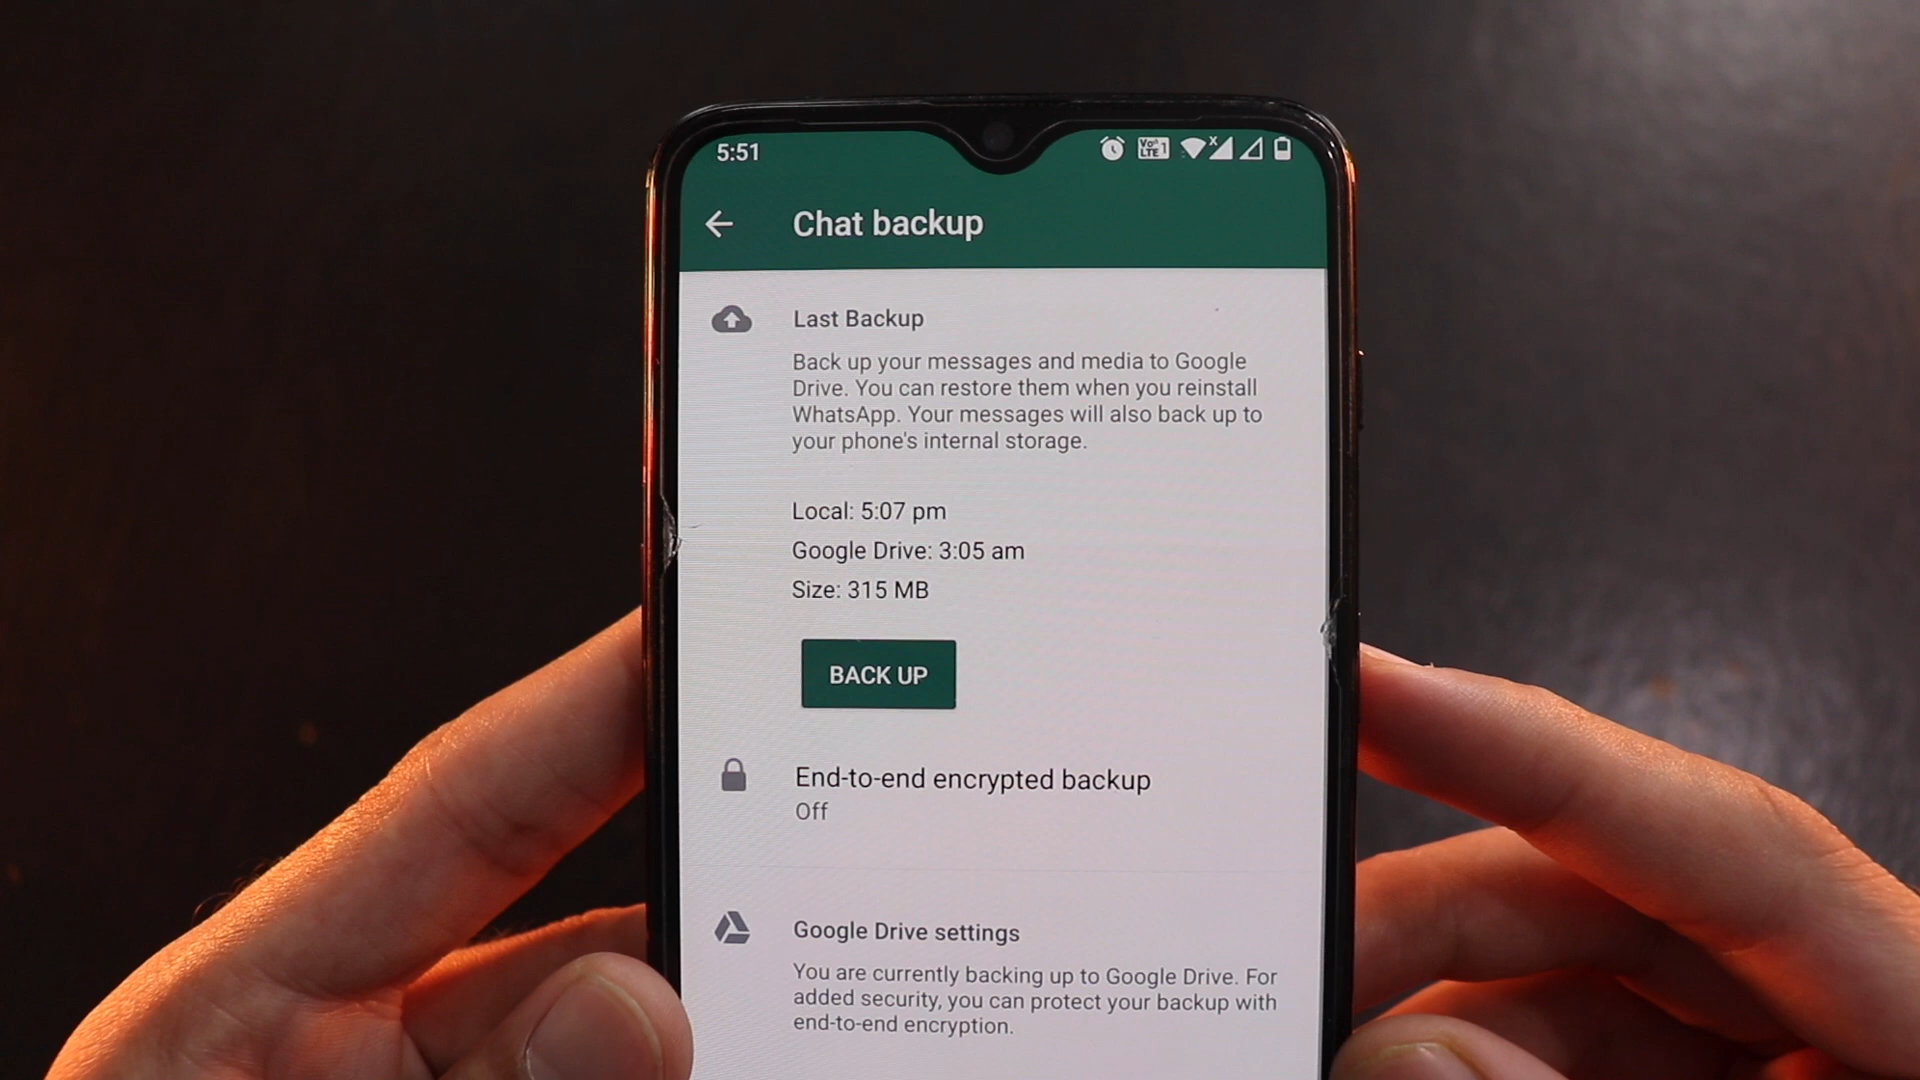 5:51
Vo LTE 1
x
Chat backup
Last Backup
Back up your messages and media to Google
Drive. You can restore them when you reinstall
WhatsApp. Your messages will also back up to
your phone's internal storage.
Local: 5:07 pm
Google Drive: 3:05 am
Size: 315 MB
BACK UP
End-to-end encrypted backup
Off
Google Drive settings
You are currently backing up to Google Drive. For
added security, you can protect your backup with
end-to-end encryption.